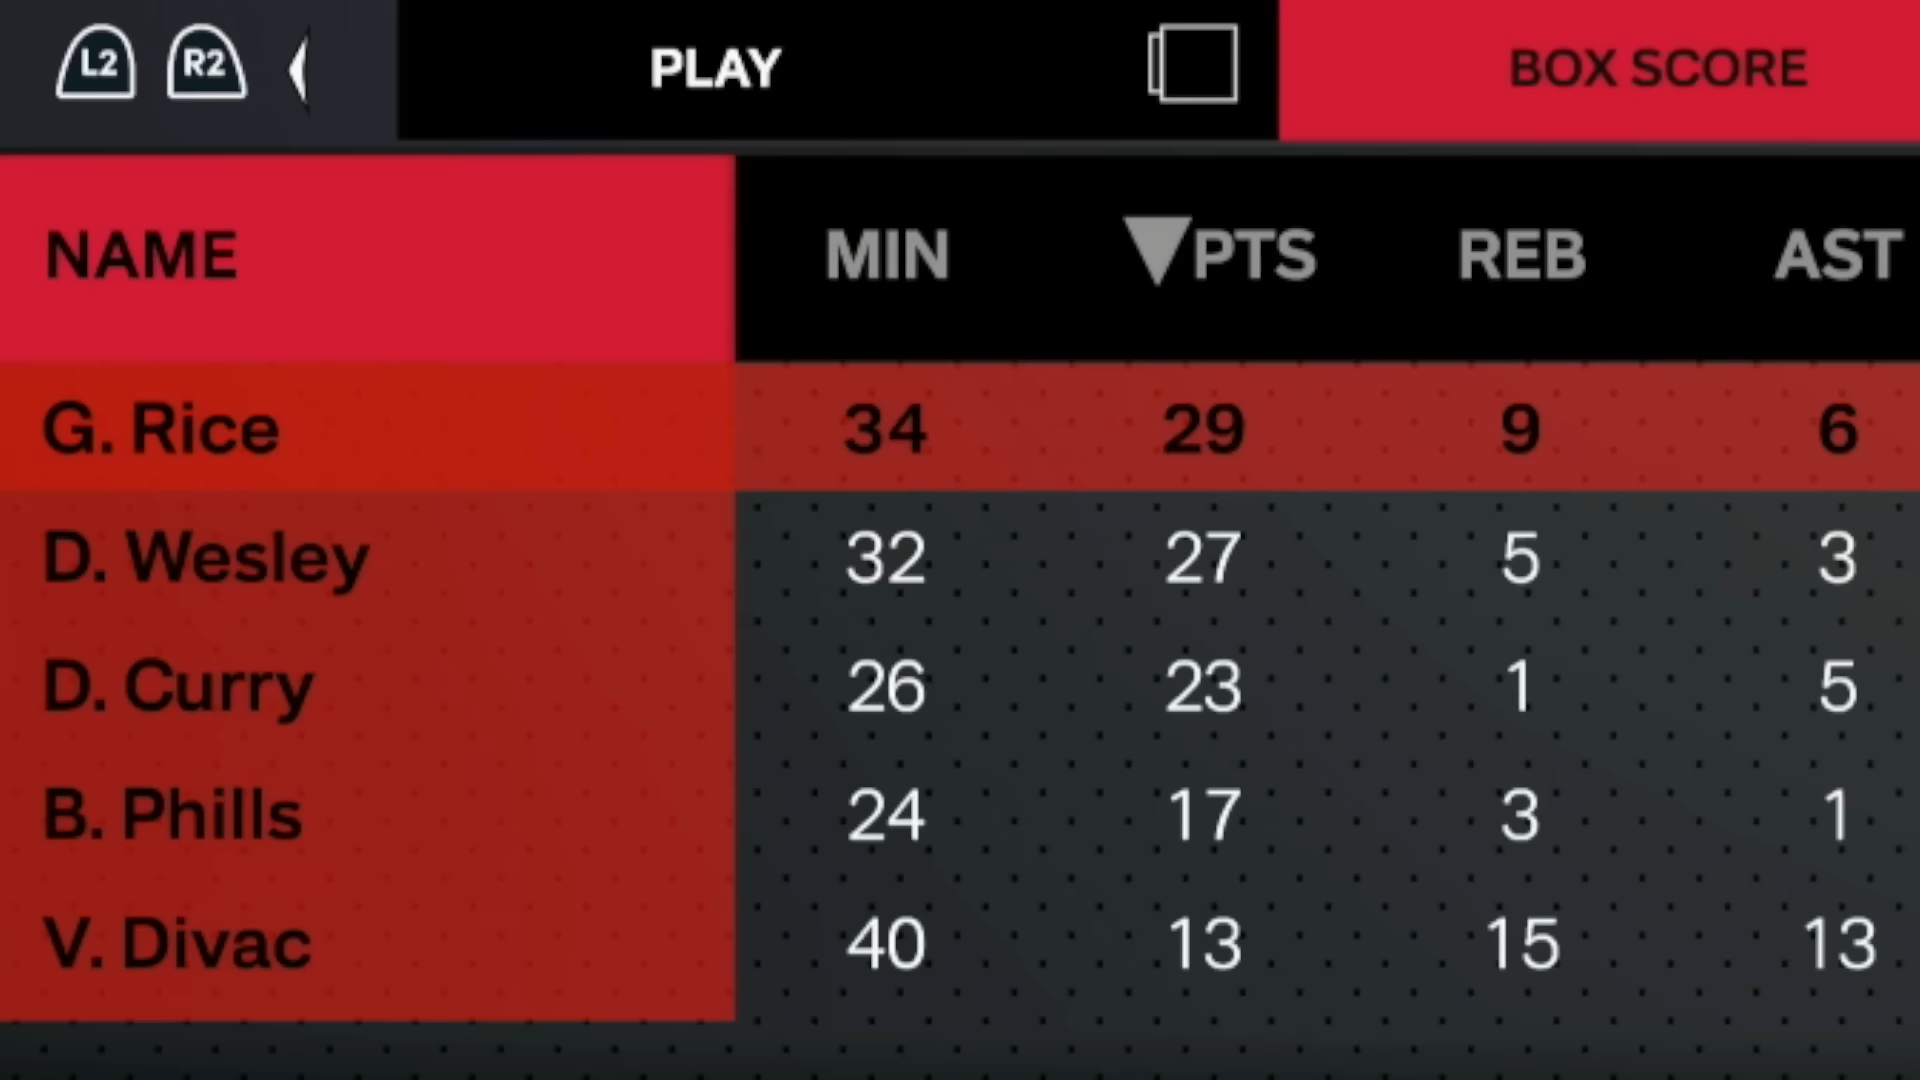 L2 R2 PLAY BOX SCORE
NAME MIN PTS REB AST
G. Rice 34 29 9 6
D. Wesley 32 27 5 3
D. Curry 26 23 1 5
B. Phills 24 17 3 1
V. Divac 40 13 15 13